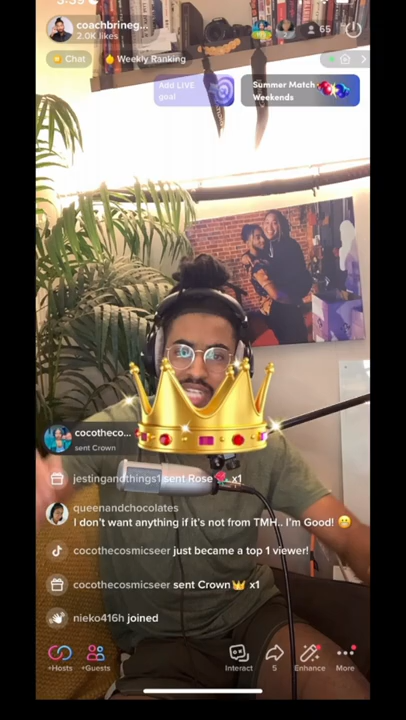 coachbrineg...
2.0K likes
65
Chat
Weekly Ranking
Add LIVE
goal
Summer Match
Weekends
cocotheco...
sent Crown
jestingandthings1 sent Rose 🌹 x1
queenandchocolates
I don't want anything if it's not from TMH.. I'm Good! 😬
cocothecosmicseer just became a top 1 viewer!
cocothecosmicseer sent Crown 👑 x1
nieko416h joined
+Hosts
+Guests
Interact
5
Enhance
More